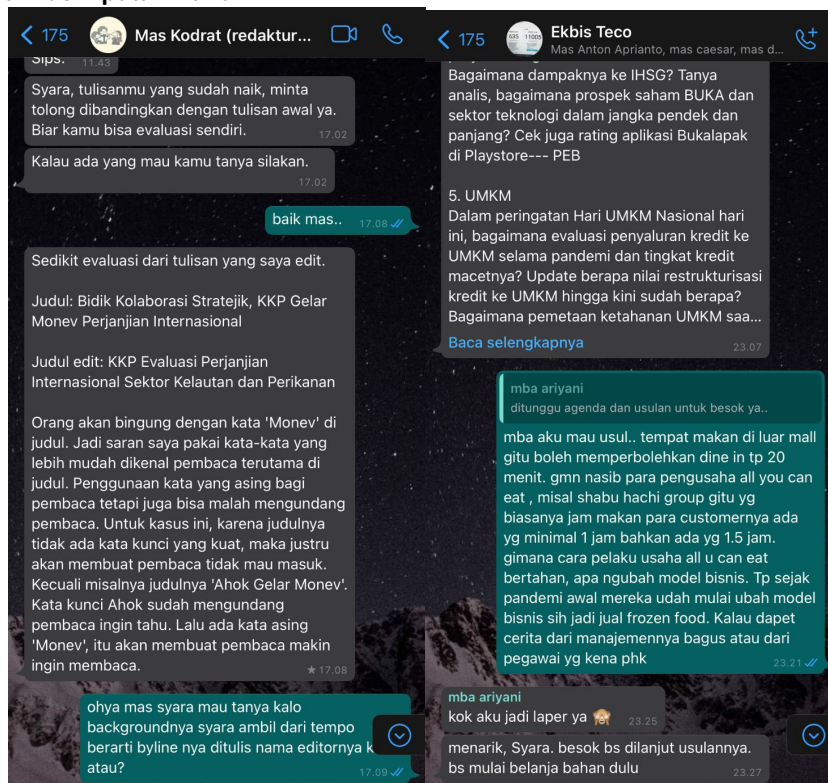 175
Mas Kodrat (redaktur...
11.43
Syara, tulisanmu yang sudah naik, minta
tolong dibandingkan dengan tulisan awal ya.
Biar kamu bisa evaluasi sendiri.
17.02
Kalau ada yang mau kamu tanya silakan.
17.02
baik mas..
17.08
Sedikit evaluasi dari tulisan yang saya edit.
Judul: Bidik Kolaborasi Stratejik, KKP Gelar
Monev Perjanjian Internasional
Judul edit: KKP Evaluasi Perjanjian
Internasional Sektor Kelautan dan Perikanan
Orang akan bingung dengan kata 'Monev' di
judul. Jadi saran saya pakai kata-kata yang
lebih mudah dikenal pembaca terutama di
judul. Penggunaan kata yang asing bagi
pembaca tetapi juga bisa malah mengundang
pembaca. Untuk kasus ini, karena judulnya
tidak ada kata kunci yang kuat, maka justru
akan membuat pembaca tidak mau masuk.
Kecuali misalnya judulnya 'Ahok Gelar Monev'.
Kata kunci Ahok sudah mengundang
pembaca ingin tahu. Lalu ada kata asing
'Monev', itu akan membuat pembaca makin
ingin membaca.
17.08
ohya mas syara mau tanya kalo
backgroundnya syara ambil dari tempo
berarti byline nya ditulis nama editornya k
atau?
17.09
175
Ekbis Teco
Mas Anton Aprianto, mas caesar, mas d...
Bagaimana dampaknya ke IHSG? Tanya
analis, bagaimana prospek saham BUKA dan
sektor teknologi dalam jangka pendek dan
panjang? Cek juga rating aplikasi Bukalapak
di Playstore--- PEB
5. UMKM
Dalam peringatan Hari UMKM Nasional hari
ini, bagaimana evaluasi penyaluran kredit ke
UMKM selama pandemi dan tingkat kredit
macetnya? Update berapa nilai restrukturisasi
kredit ke UMKM hingga kini sudah berapa?
Bagaimana pemetaan ketahanan UMKM saa...
Baca selengkapnya
23.07
mba ariyani
ditunggu agenda dan usulan untuk besok ya..
mba aku mau usul.. tempat makan di luar mall
gitu boleh memperbolehkan dine in tp 20
menit. gmn nasib para pengusaha all you can
eat , misal shabu hachi group gitu yg
biasanya jam makan para customernya ada
yg minimal 1 jam bahkan ada yg 1.5 jam.
gimana cara pelaku usaha all u can eat
bertahan, apa ngubah model bisnis. Tp sejak
pandemi awal mereka udah mulai ubah model
bisnis sih jadi jual frozen food. Kalau dapet
cerita dari manajemennya bagus atau dari
pegawai yg kena phk
23.21
mba ariyani
kok aku jadi laper ya 🙈
23.25
menarik, Syara. besok bs dilanjut usulannya.
bs mulai belanja bahan dulu
23.27